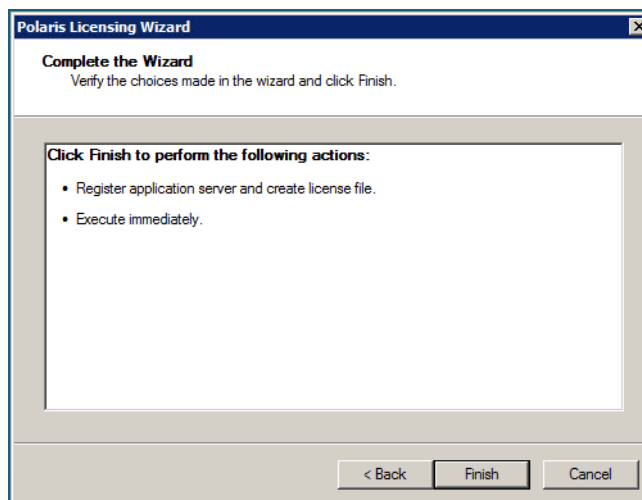 Polaris Licensing Wizard
Complete the Wizard
Verify the choices made in the wizard and click Finish.
Click Finish to perform the following actions:
• Register application server and create license file.
• Execute immediately.
< Back
Finish
Cancel